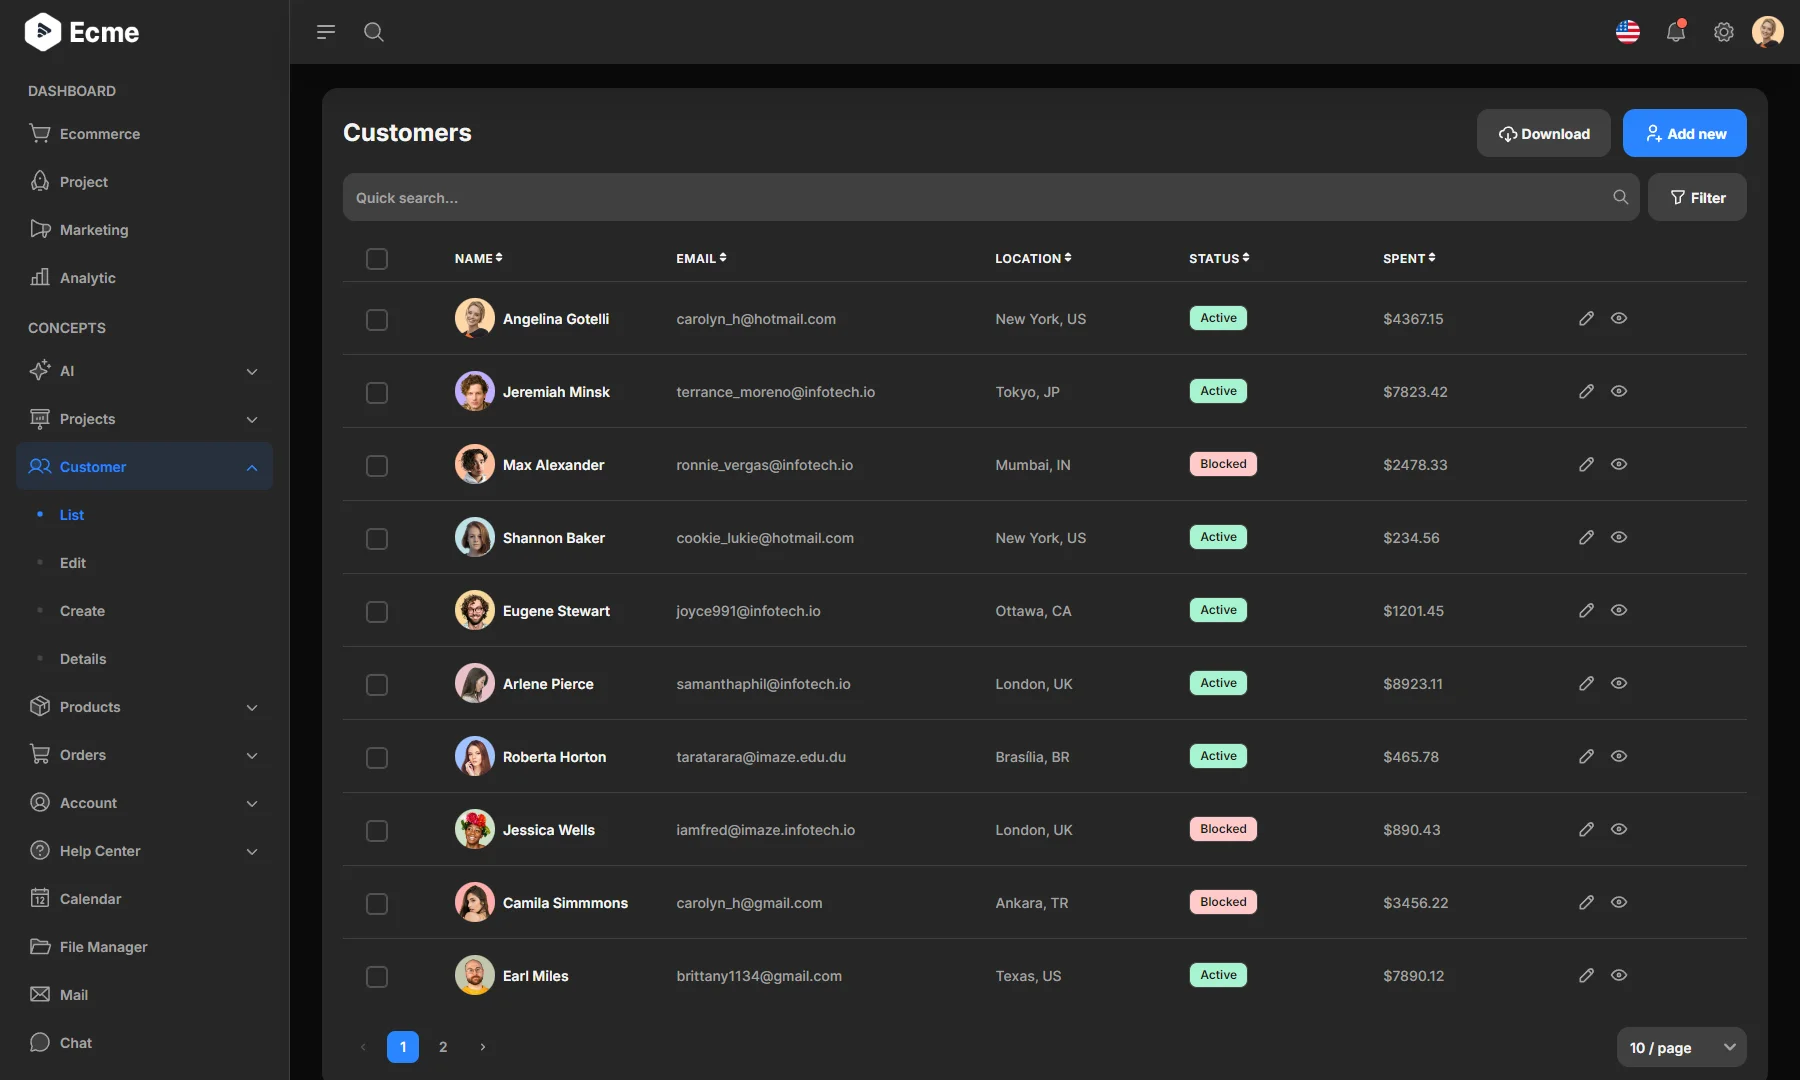 Ecme
DASHBOARD
Ecommerce
Project
Marketing
Analytic
CONCEPTS
AI
Projects
Customer
List
Edit
Create
Details
Products
Orders
Account
Help Center
12 Calendar
File Manager
Mail
Chat
Customers
Download
Add new
Quick search...
Filter
NAME EMAIL LOCATION STATUS SPENT
Angelina Gotelli carolyn_h@hotmail.com New York, US Active $4367.15
Jeremiah Minsk terrance_moreno@infotech.io Tokyo, JP Active $7823.42
Max Alexander ronnie_vergas@infotech.io Mumbai, IN Blocked $2478.33
Shannon Baker cookie_lukie@hotmail.com New York, US Active $234.56
Eugene Stewart joyce991@infotech.io Ottawa, CA Active $1201.45
Arlene Pierce samanthaphil@infotech.io London, UK Active $8923.11
Roberta Horton taratarara@imaze.edu.du Brasília, BR Active $465.78
Jessica Wells iamfred@imaze.infotech.io London, UK Blocked $890.43
Camila Simmmons carolyn_h@gmail.com Ankara, TR Blocked $3456.22
Earl Miles brittany1134@gmail.com Texas, US Active $7890.12
1 2
10 / page